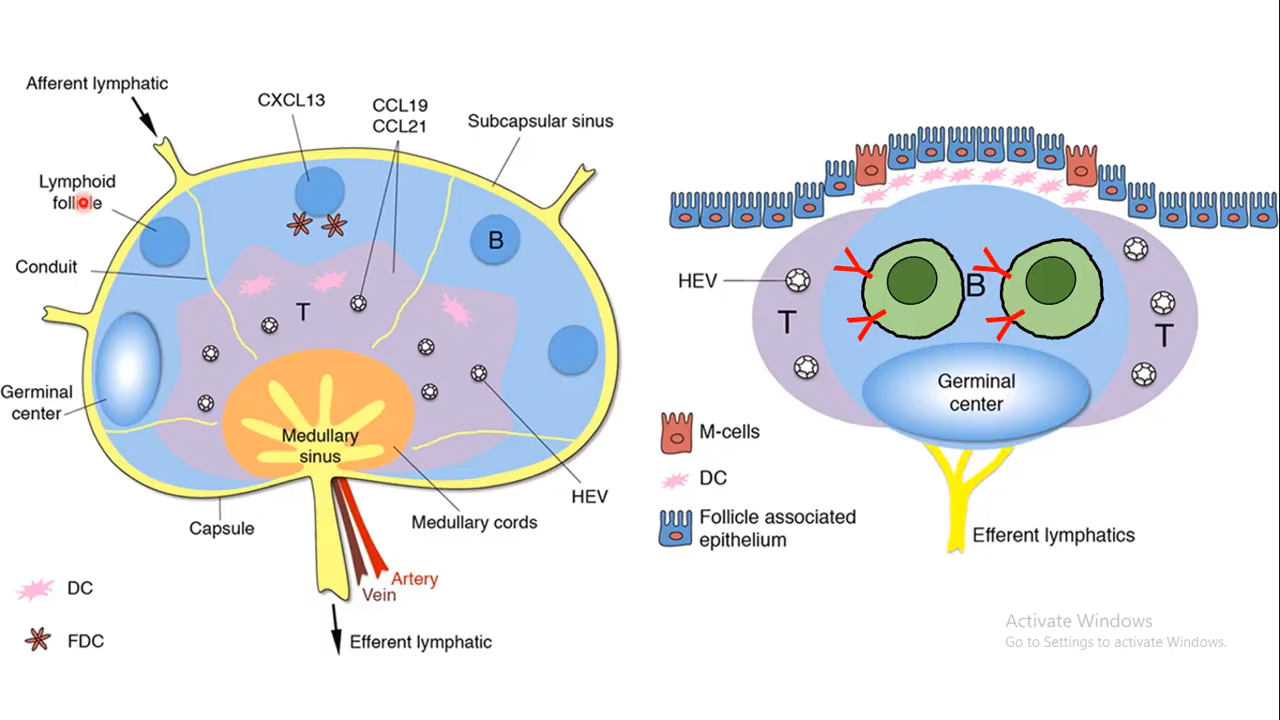 Afferent lymphatic
CXCL13
CCL19
CCL21
Subcapsular sinus
Lymphoid
follicle
B
Conduit
T
Germinal
center
Medullary
sinus
HEV
Capsule
Medullary cords
Artery
Vein
DC
FDC
Efferent lymphatic
HEV
B
T
T
Germinal
center
M-cells
DC
Follicle associated
epithelium
Efferent lymphatics
Activate Windows
Go to Settings to activate Windows.